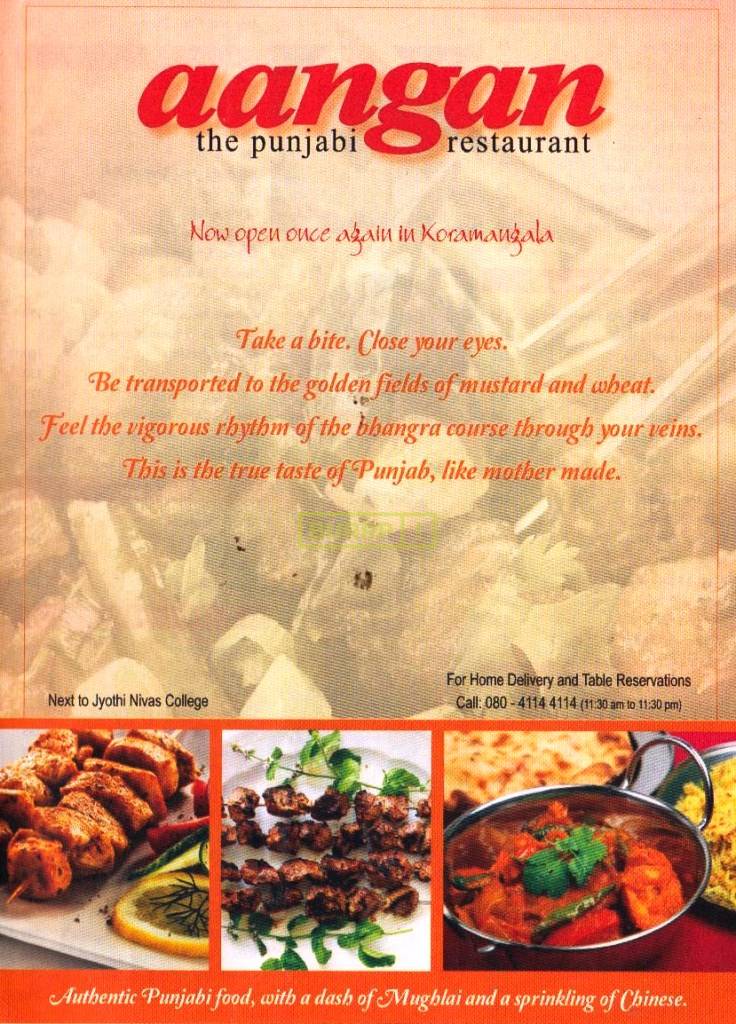 aangan
the punjabi restaurant
Now open once again in Koramangala
Take a bite. Close your eyes.
Be transported to the golden fields of mustard and wheat.
Feel the vigorous rhythm of the bhangra course through your veins.
This is the true taste of Punjab, like mother made.
Next to Jyothi Nivas College
For Home Delivery and Table Reservations
Call: 080 - 4114 4114 (11:30 am to 11:30 pm)
Authentic Punjabi food, with a dash of Mughlai and a sprinkling of Chinese.